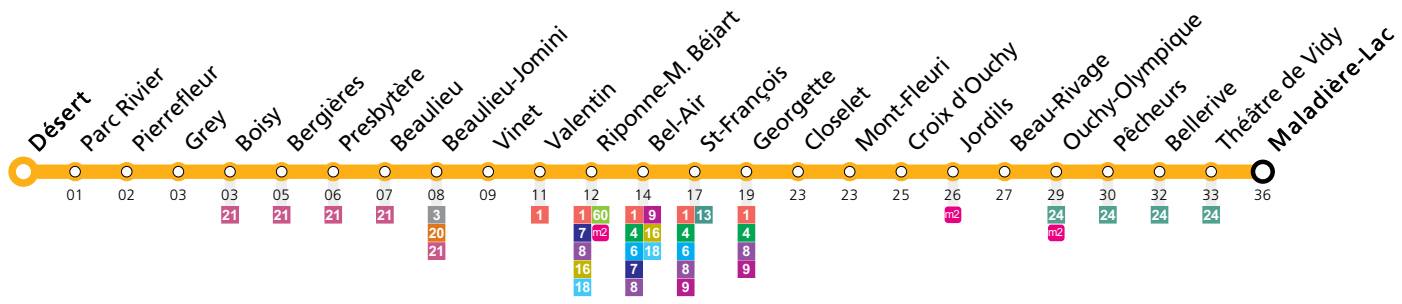 Désert
Parc Rivier
Pierrefleur
Grey
Boisy
Bergières
Presbytère
Beaulieu
Beaulieu-Jomini
Vinet
Valentin
Riponne-M. Béjart
Bel-Air
St-François
Georgette
Closelet
Mont-Fleuri
Croix d'Ouchy
Jordils
Beau-Rivage
Ouchy-Olympique
Pêcheurs
Bellerive
Théâtre de Vidy
Maladière-Lac
01 02 03 03 05 06 07 08 09 11 12 14 17 19 23 23 25 26 27 29 30 32 33 36
21 21 21 21 3 1 1 60 1 9 1 13 1 m2 24 24 24 24
20 7 m2 4 16 4 4 m2
21 8 6 18 6 8
16 7 8 9
18 8 9